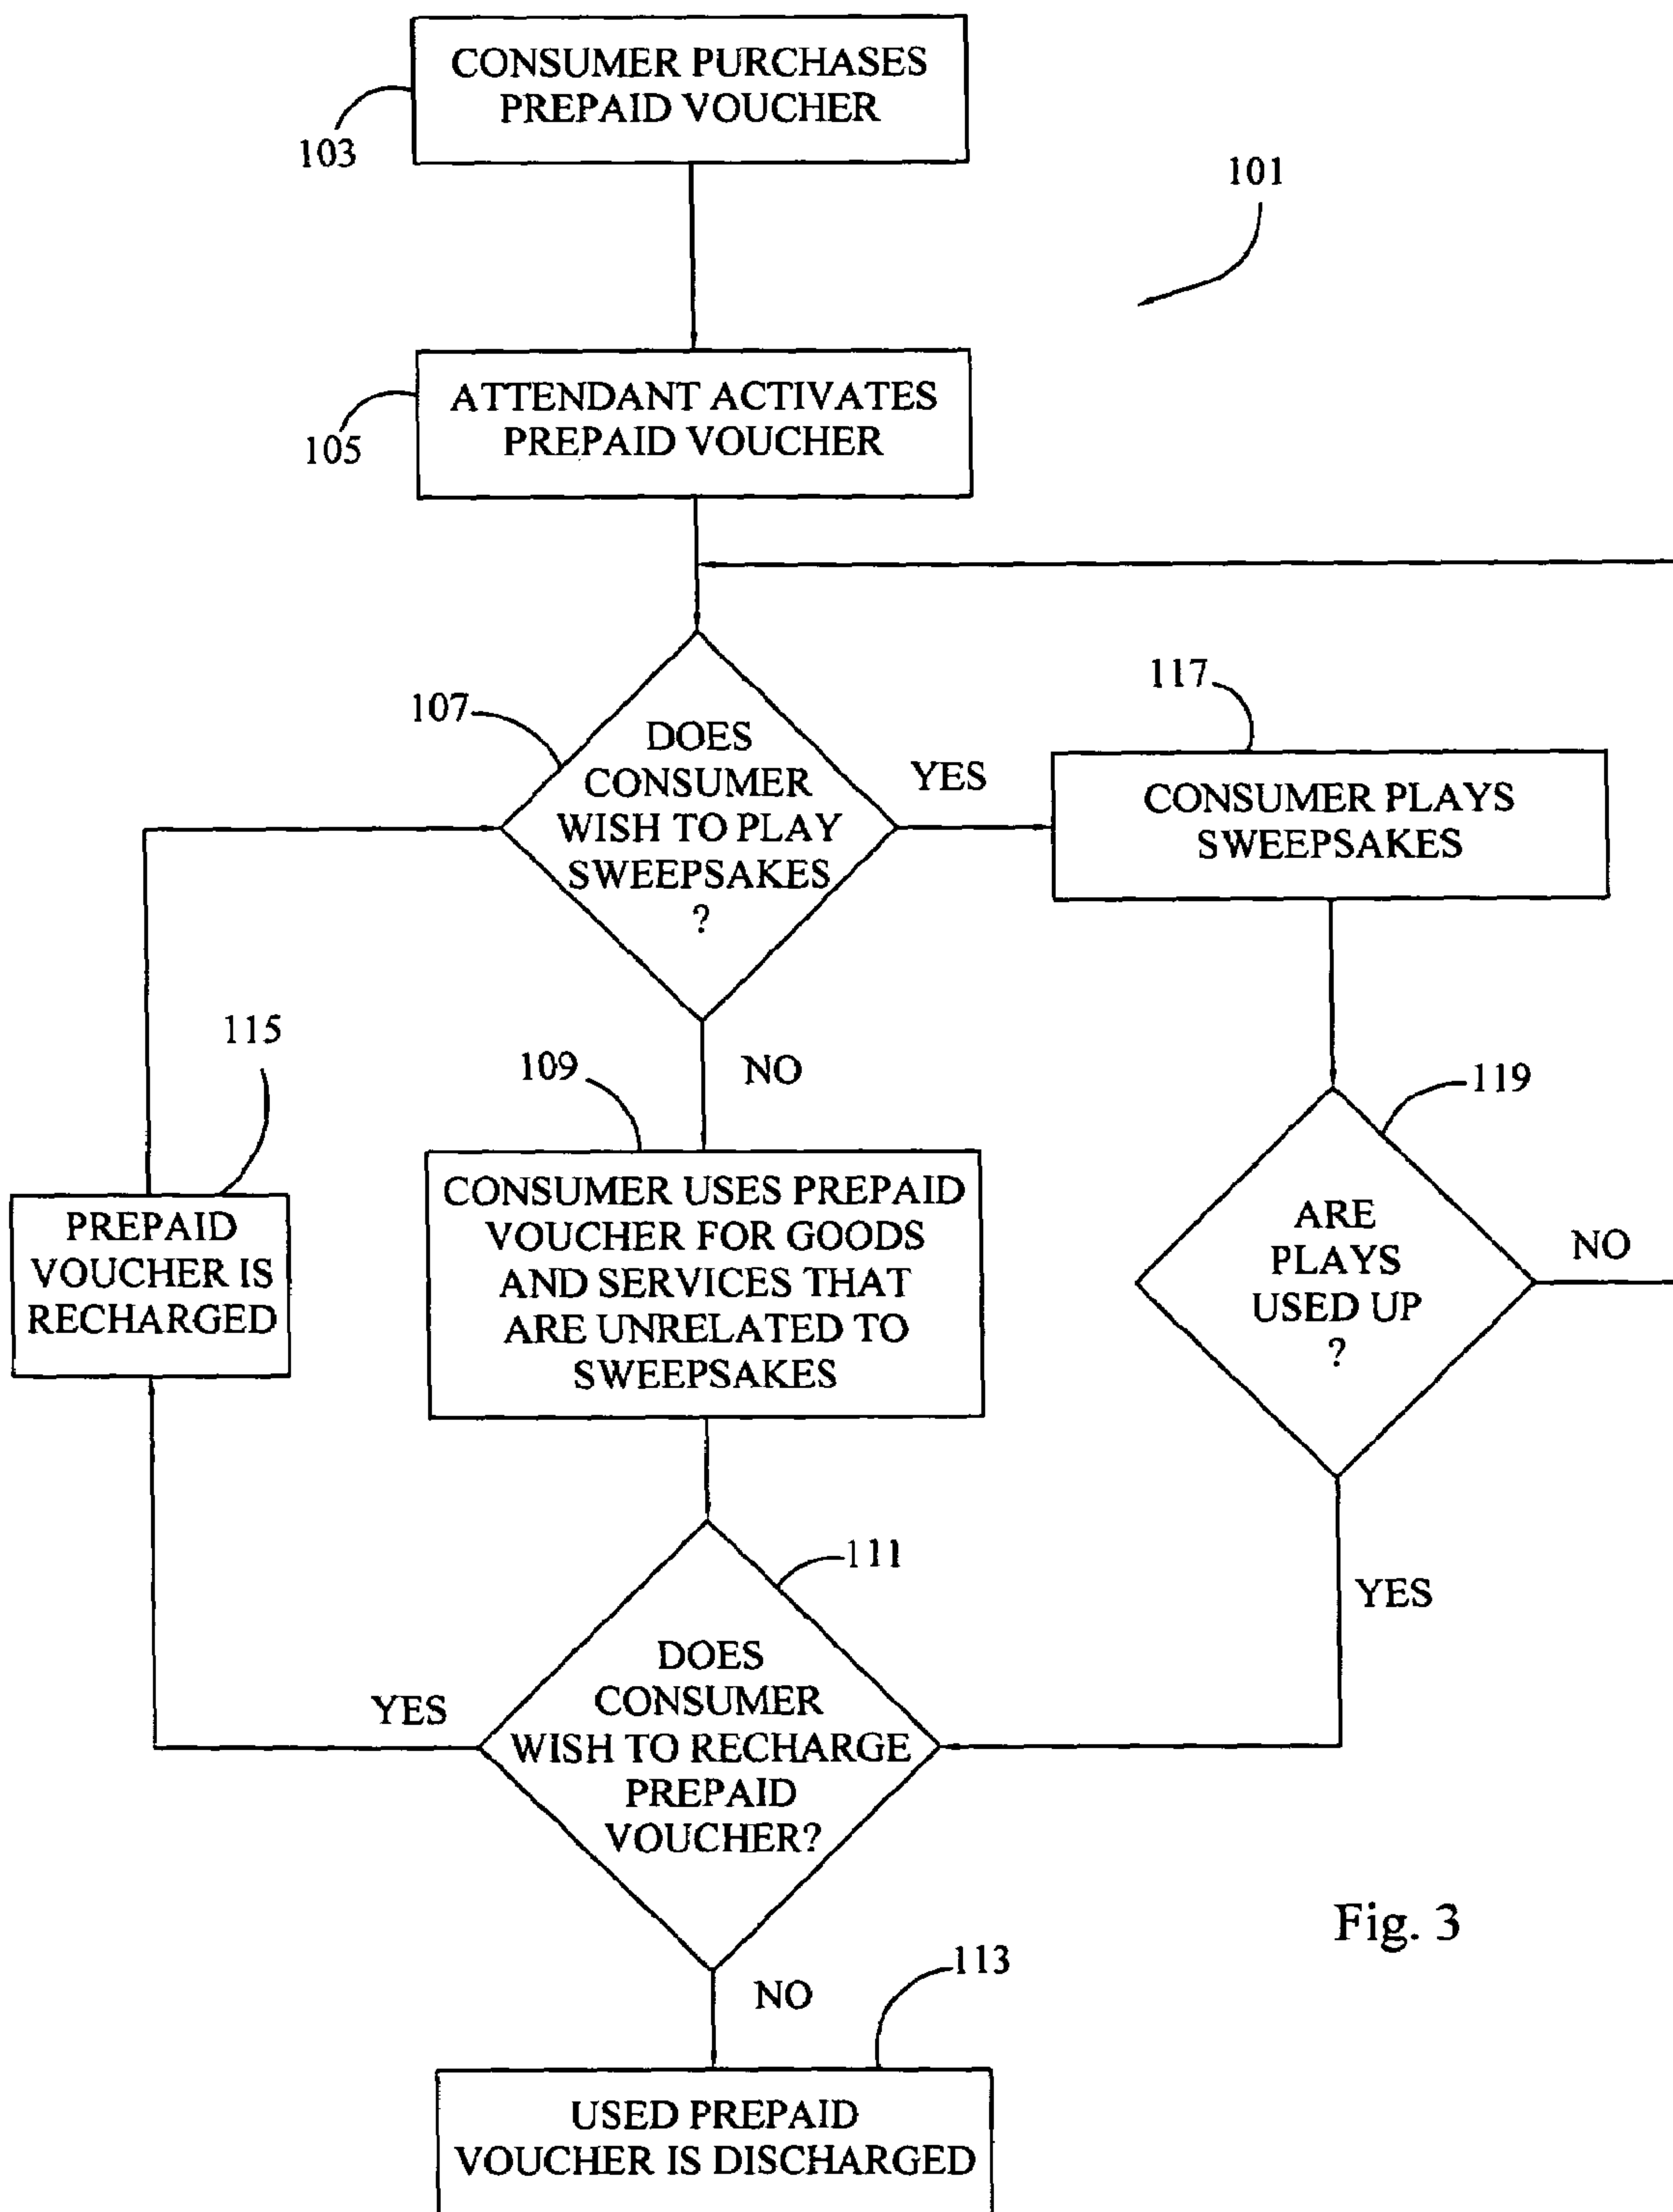 CONSUMER PURCHASES
PREPAID VOUCHER
103
101
ATTENDANT ACTIVATES
PREPAID VOUCHER
105
107
DOES
CONSUMER
WISH TO PLAY
SWEEPSAKES
?
YES
117
CONSUMER PLAYS
SWEEPSAKES
115
PREPAID
VOUCHER IS
RECHARGED
NO
109
CONSUMER USES PREPAID
VOUCHER FOR GOODS
AND SERVICES THAT
ARE UNRELATED TO
SWEEPSAKES
119
ARE
PLAYS
USED UP
?
NO
YES
111
DOES
CONSUMER
WISH TO RECHARGE
PREPAID
VOUCHER?
YES
NO
113
USED PREPAID
VOUCHER IS DISCHARGED
Fig. 3